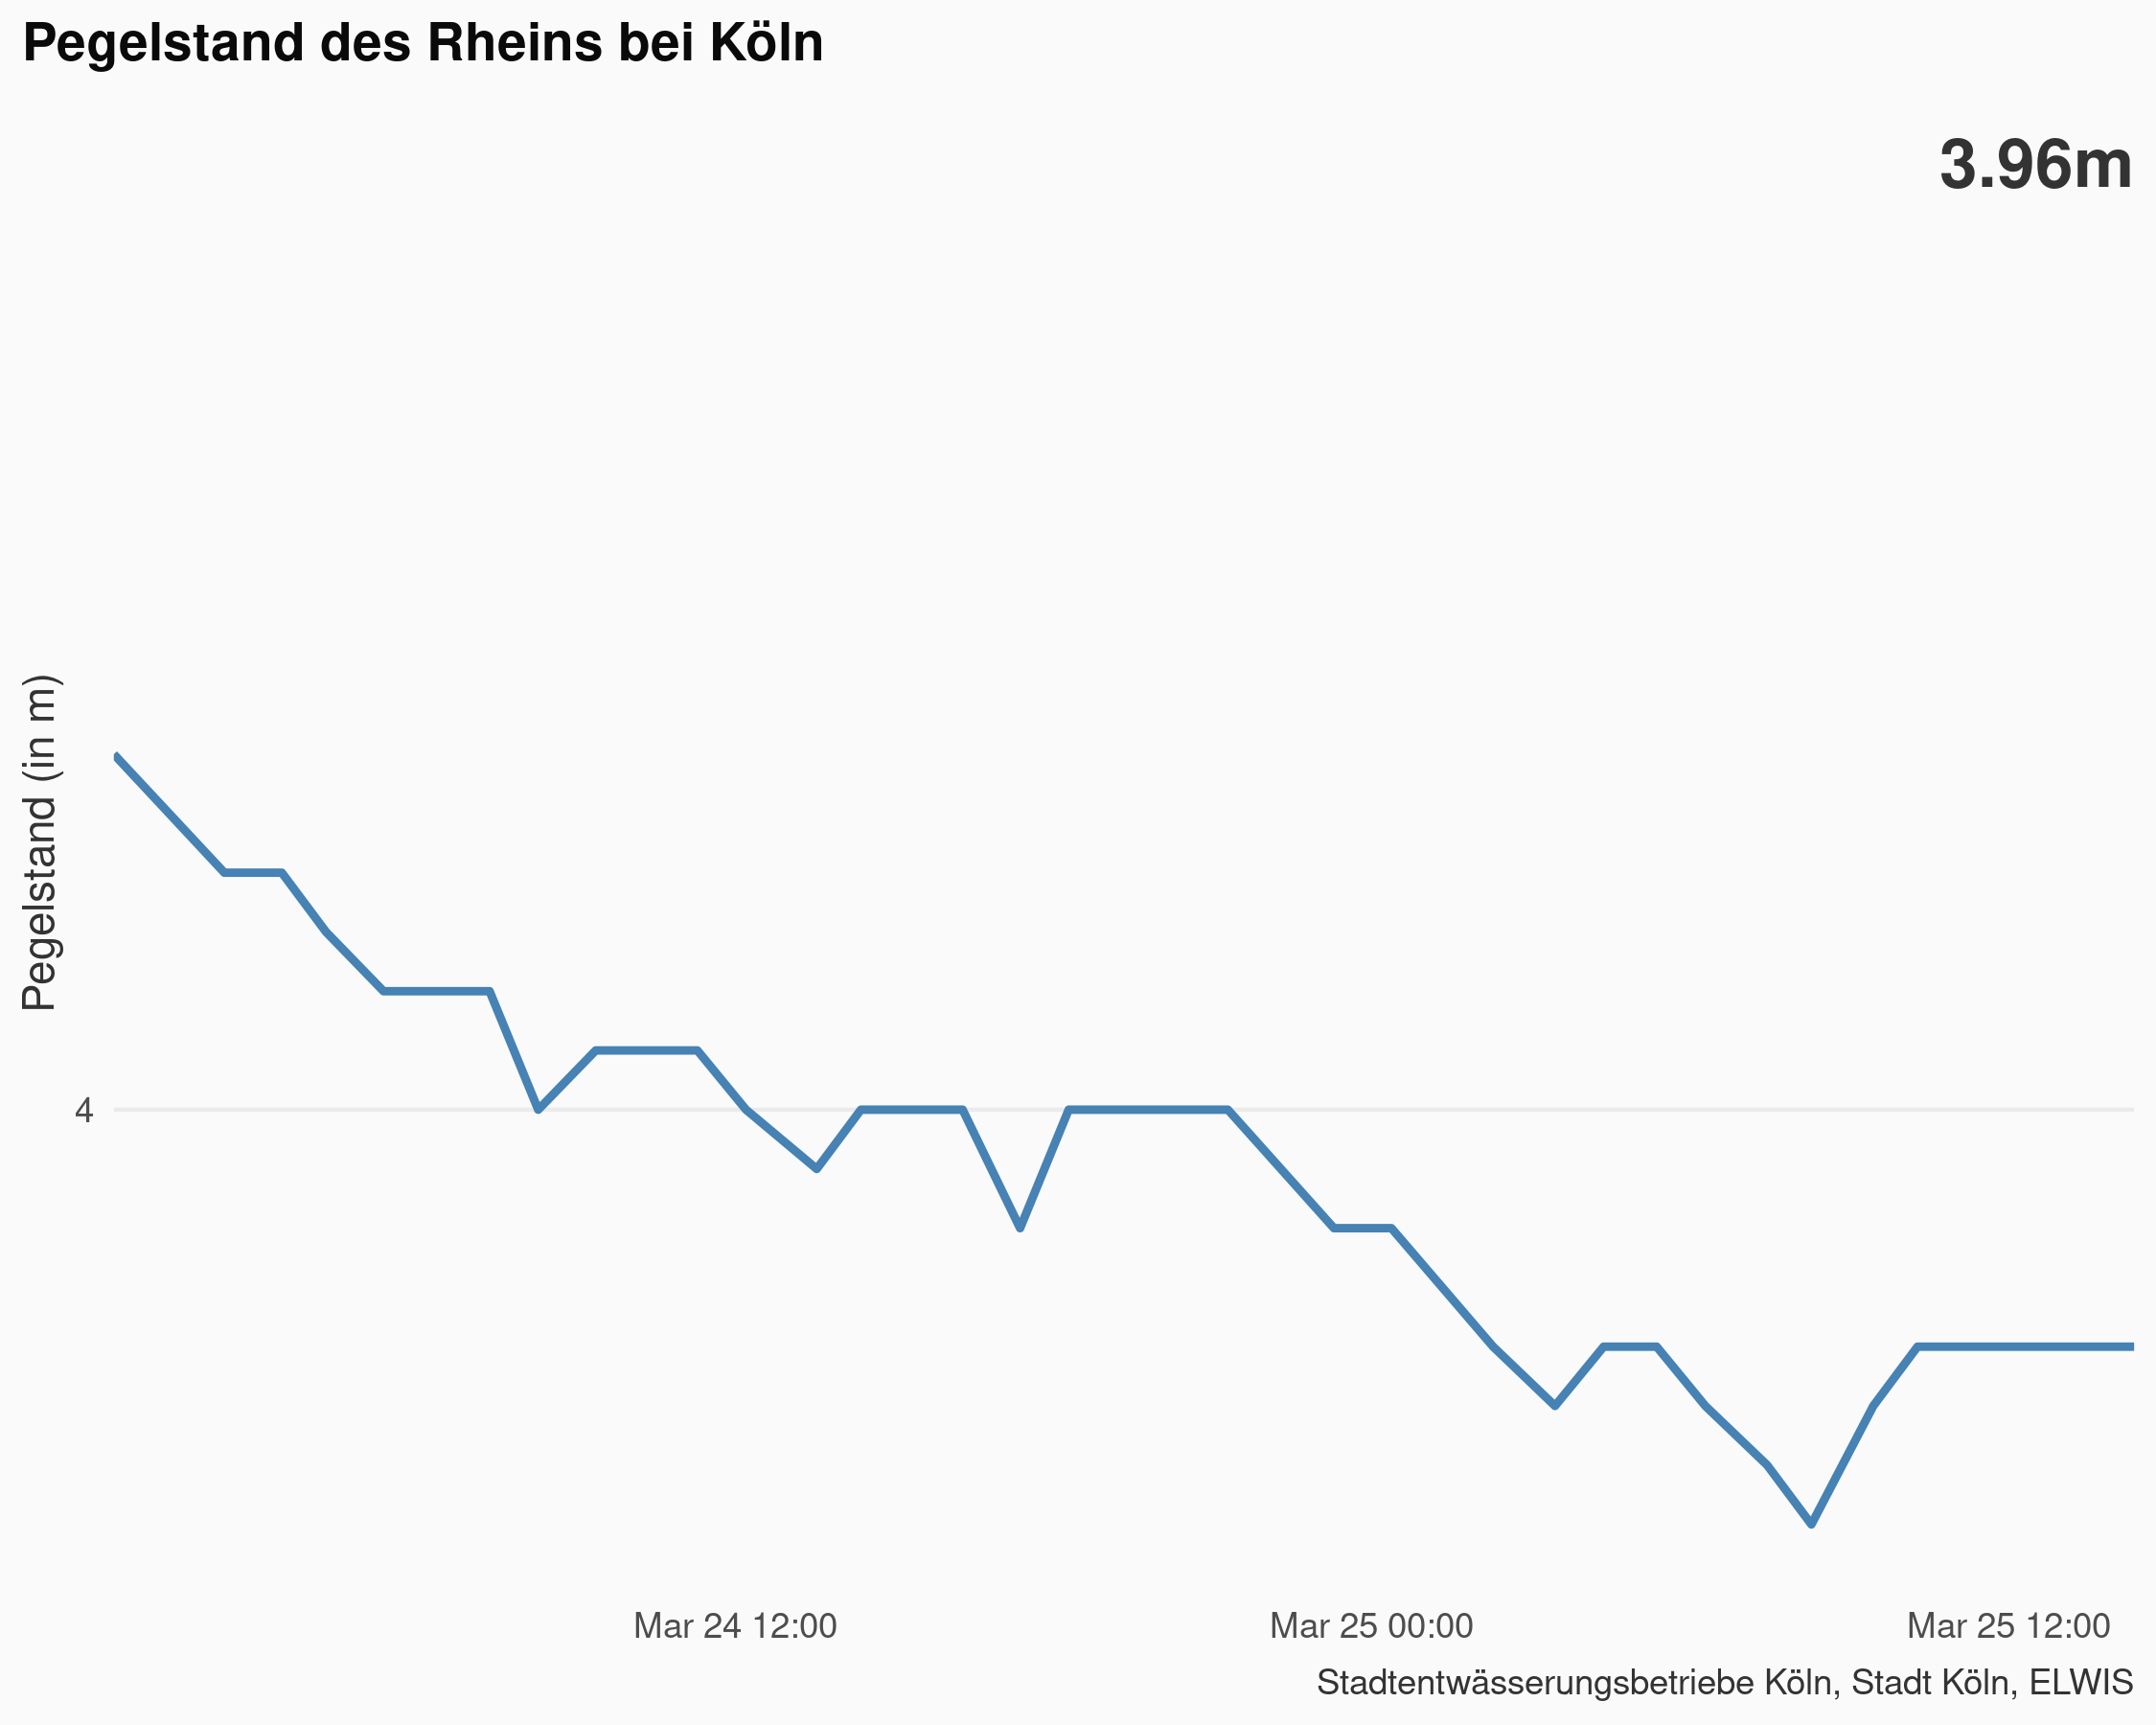 Pegelstand des Rheins bei Köln
3.96m
Pegelstand (in m)
4
Mar 24 12:00
Mar 25 00:00
Mar 25 12:00
Stadtentwässerungsbetriebe Köln, Stadt Köln, ELWIS